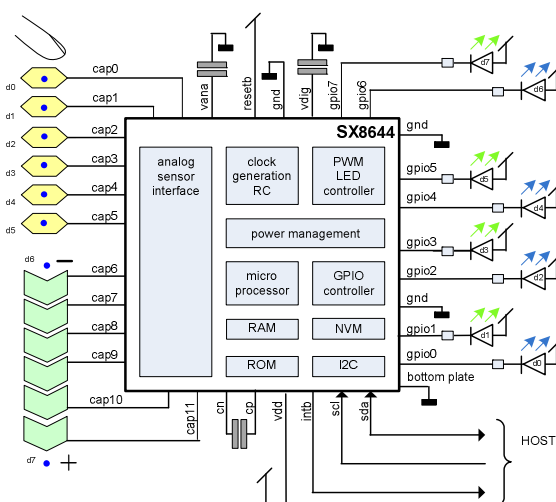 d7
d6
cap0
d0
vana
resetb
gnd
vdig
gpio7
gpio6
cap1
d1
SX8644
gnd
cap2
d2
analog
sensor
interface
clock
generation
RC
PWM
LED
controller
cap3
d3
gpio5
d5
cap4
d4
gpio4
d4
cap5
d5
power management
gpio3
d3
d6
cap6
micro
processor
GPIO
controller
gpio2
d2
cap7
gnd
cap8
RAM
NVM
gpio1
d1
cap9
ROM
I2C
gpio0
d0
bottom plate
cap10
cap11
cn
cp
vdd
intb
scl
sda
HOST
d7
+